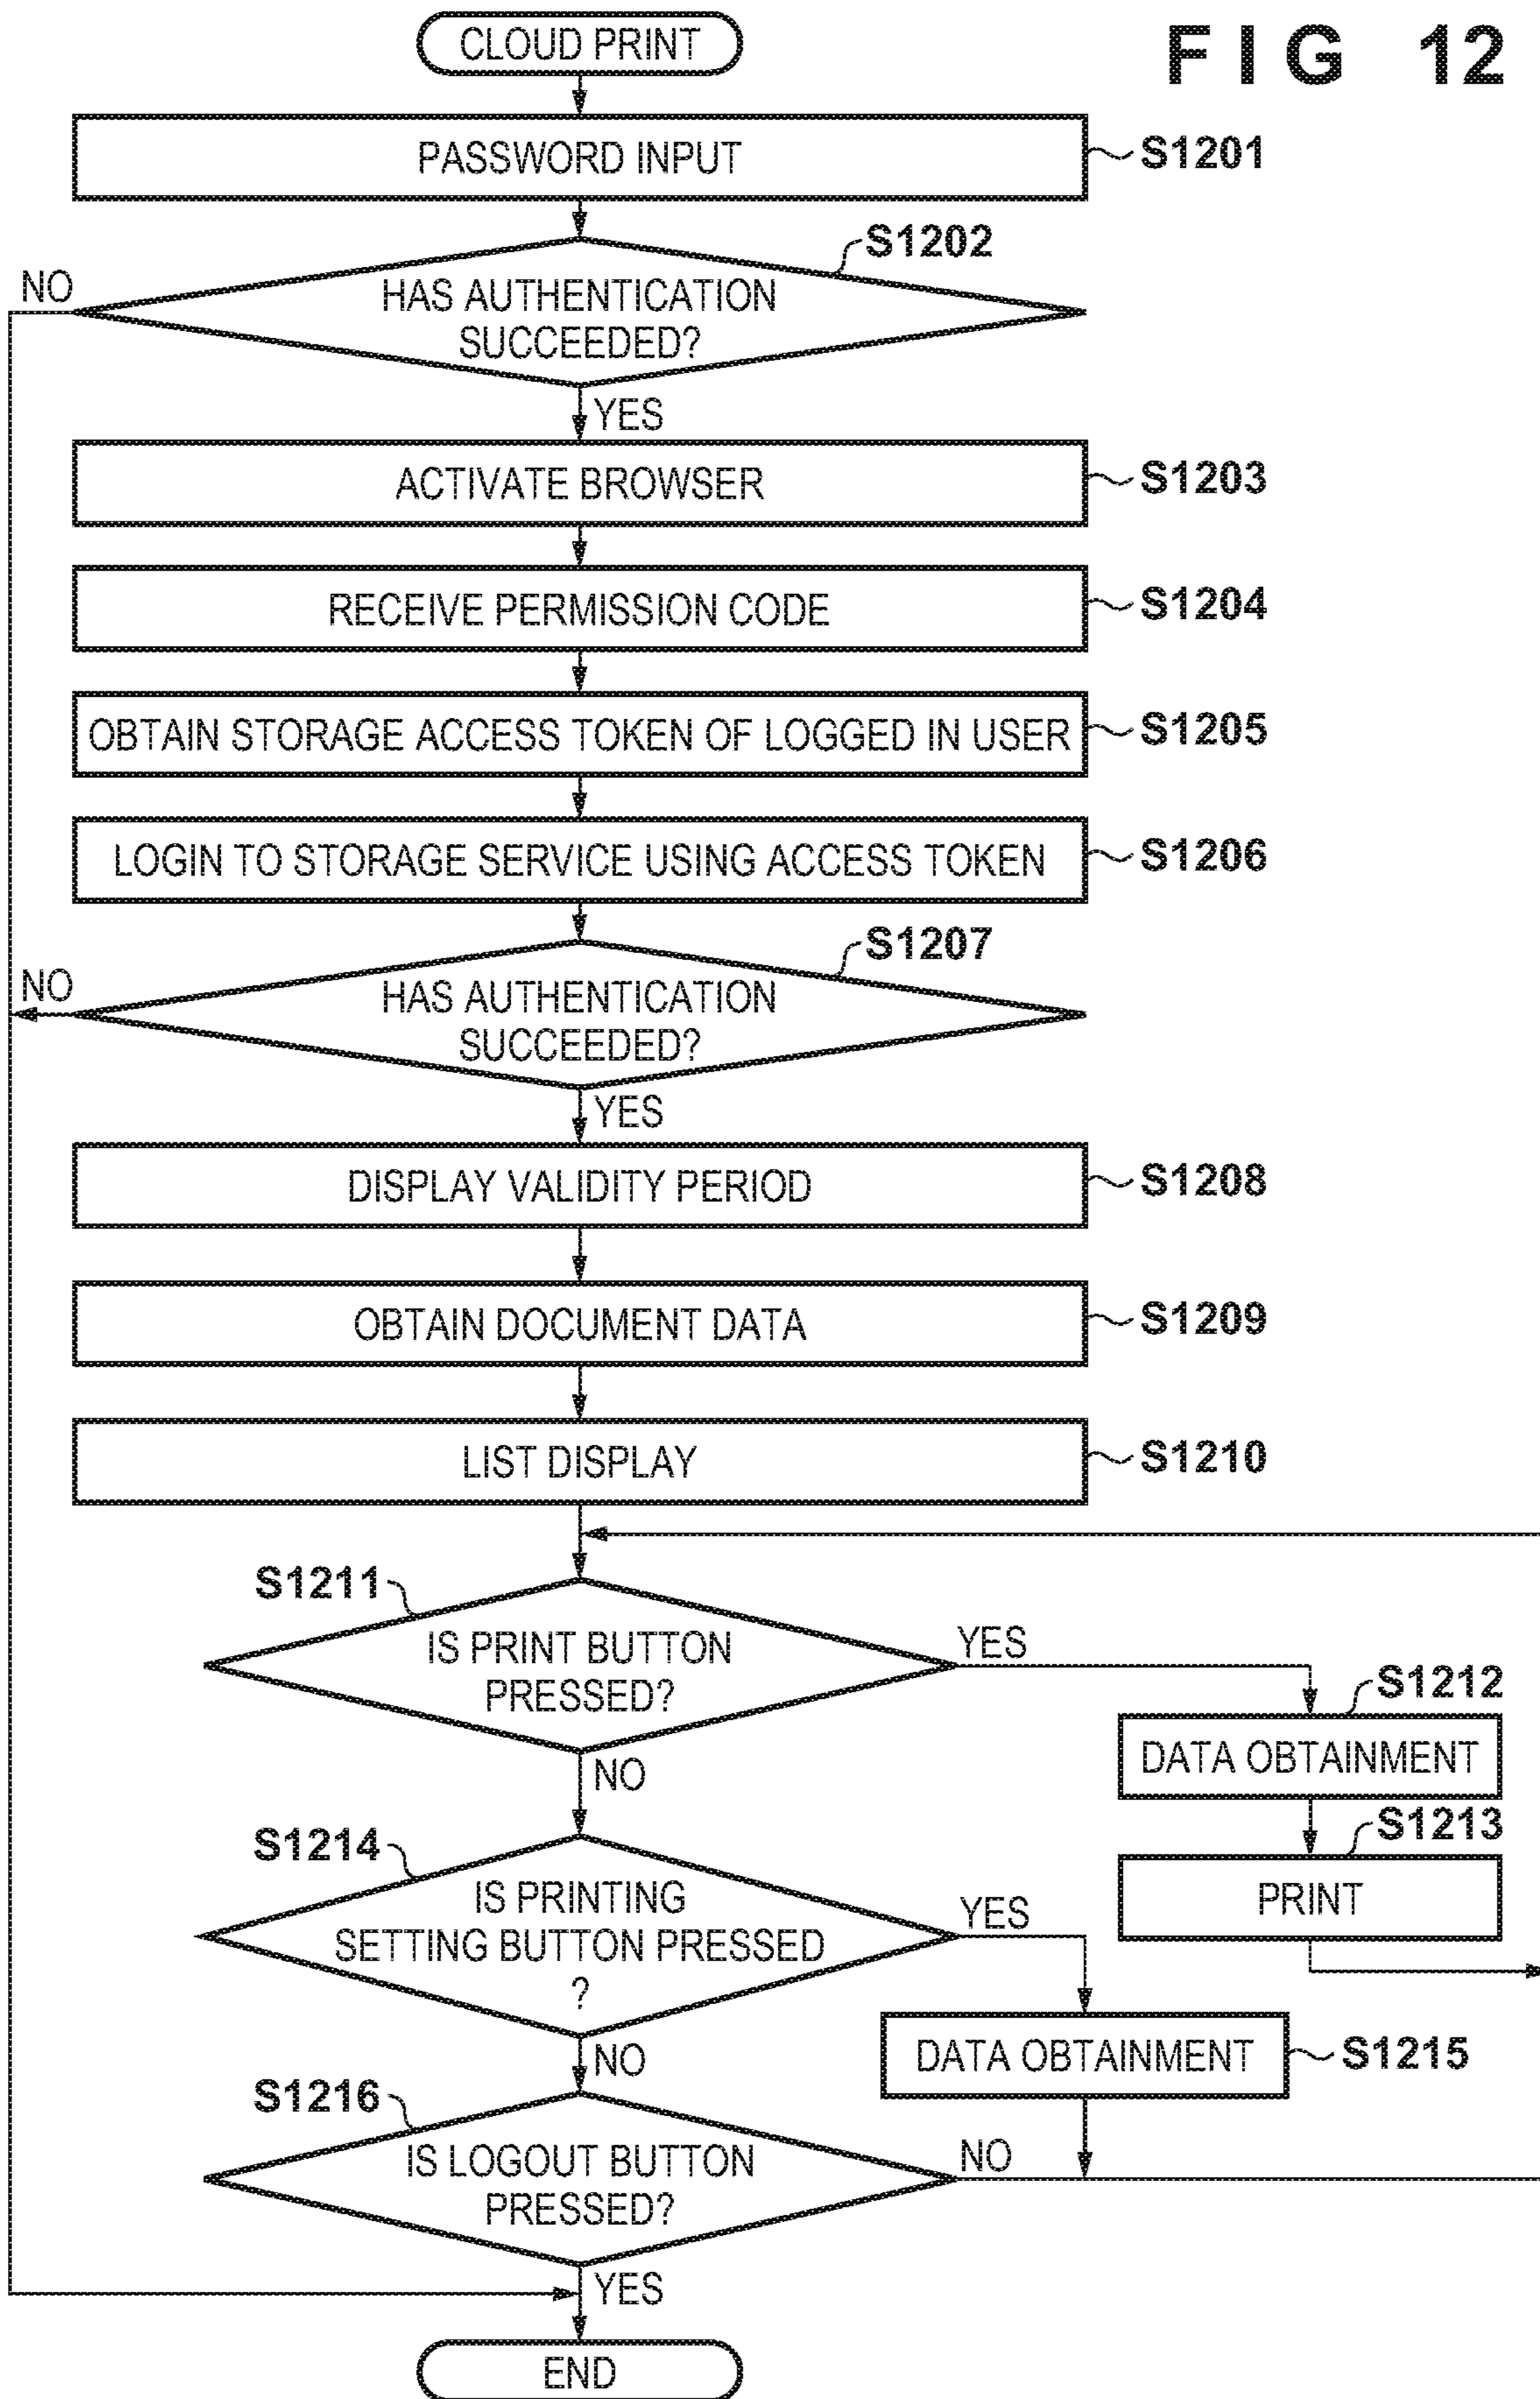 FIG 12
CLOUD PRINT
PASSWORD INPUT
S1201
S1202
NO
HAS AUTHENTICATION
SUCCEEDED?
YES
ACTIVATE BROWSER
S1203
RECEIVE PERMISSION CODE
S1204
OBTAIN STORAGE ACCESS TOKEN OF LOGGED IN USER
S1205
LOGIN TO STORAGE SERVICE USING ACCESS TOKEN
S1206
S1207
NO
HAS AUTHENTICATION
SUCCEEDED?
YES
DISPLAY VALIDITY PERIOD
S1208
OBTAIN DOCUMENT DATA
S1209
LIST DISPLAY
S1210
S1211
IS PRINT BUTTON
PRESSED?
YES
S1212
DATA OBTAINMENT
NO
S1213
PRINT
S1214
IS PRINTING
SETTING BUTTON PRESSED
?
YES
DATA OBTAINMENT
S1215
NO
S1216
IS LOGOUT BUTTON
PRESSED?
NO
YES
END